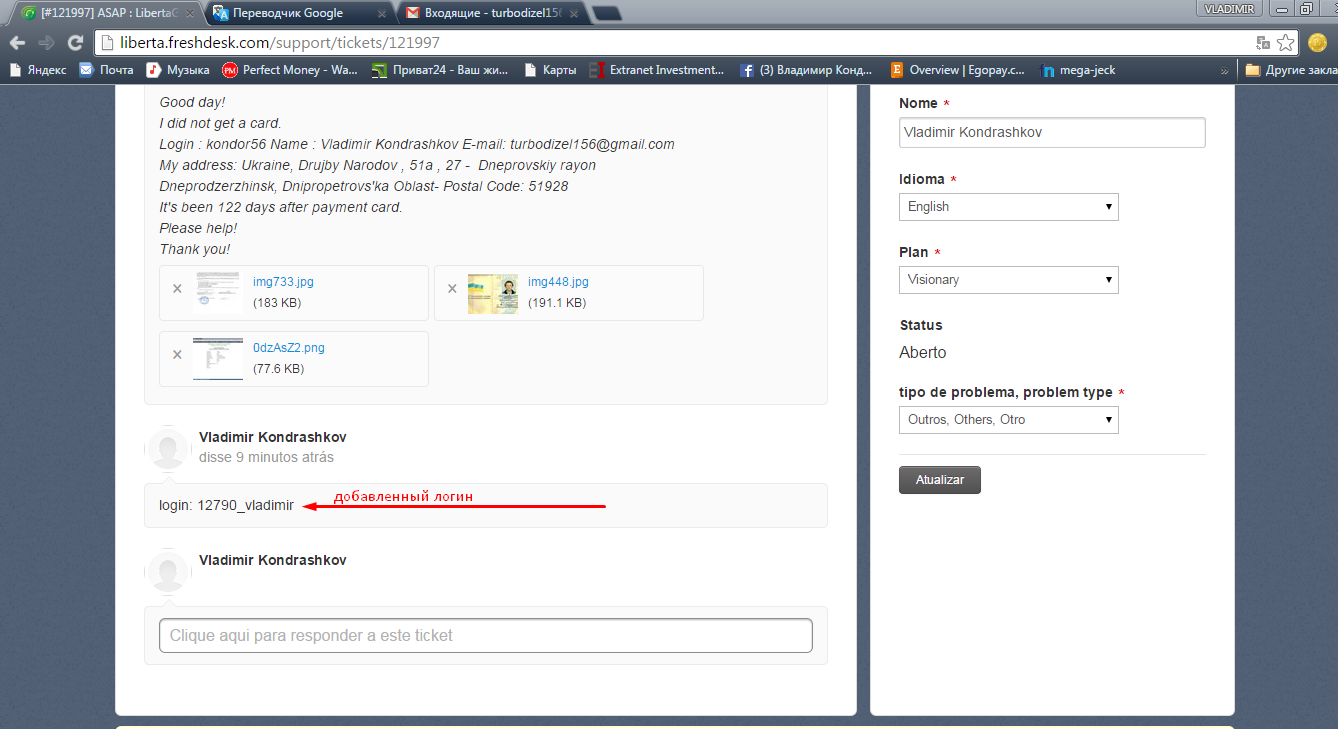 VLADIMIR
[#121997] ASAP : LibertaG
Переводчик Google
Входящие - turbodizel156
liberta.freshdesk.com/support/tickets/121997
Яндекс
Почта
Музыка
PM
Perfect Money - Wa...
Приват24 - Ваш жи...
Карты
Extranet Investment...
(3) Владимир Конд...
Overview | Egopay.c...
mega-jeck
»
Другие закла
Good day!
I did not get a card.
Login : kondor56 Name : Vladimir Kondrashkov E-mail: turbodizel156@gmail.com
My address: Ukraine, Drujby Narodov , 51a , 27 - Dneprovskiy rayon
Dneprodzerzhinsk, Dnipropetrovs'ka Oblast- Postal Code: 51928
It's been 122 days after payment card.
Please help!
Thank you!
img733.jpg
(183 KB)
img448.jpg
(191.1 KB)
0dzAsZ2.png
(77.6 KB)
Vladimir Kondrashkov
disse 9 minutos atrás
login: 12790_vladimir
добавленный логин
Vladimir Kondrashkov
Clique aqui para responder a este ticket
Nome *
Vladimir Kondrashkov
Idioma *
English
Plan *
Visionary
Status
Aberto
tipo de problema, problem type *
Outros, Others, Otro
Atualizar